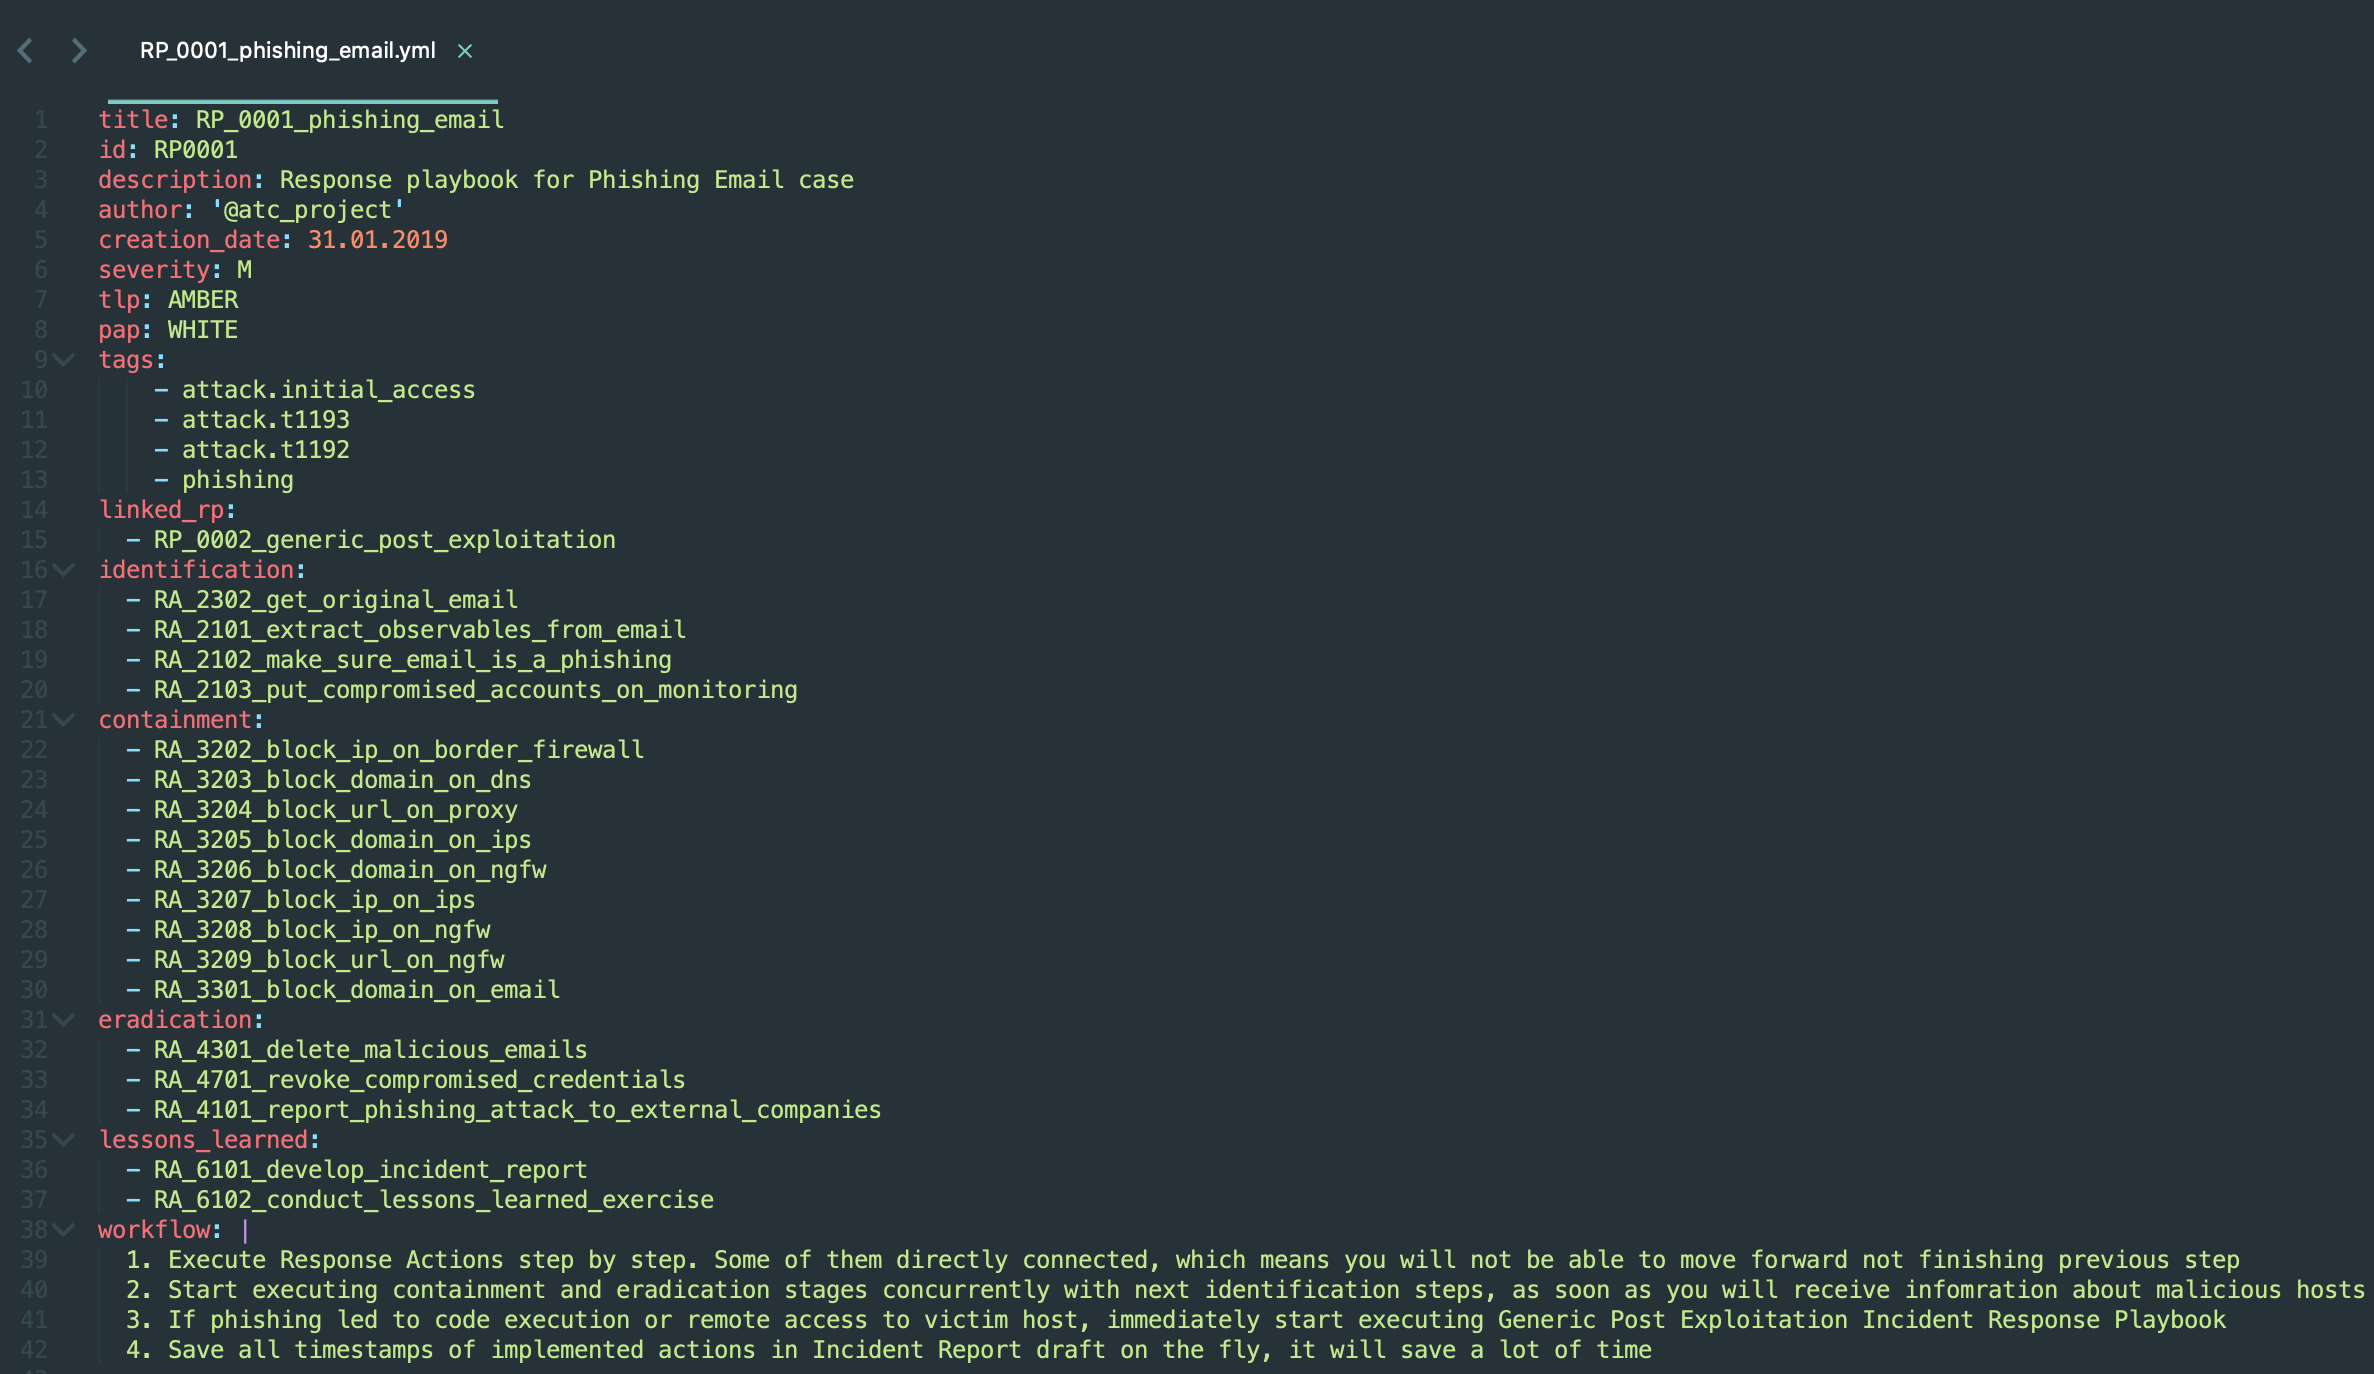 RP_0001_phishing_email.yml ×
1 title: RP_0001_phishing_email
2 id: RP0001
3 description: Response playbook for Phishing Email case
4 author: '@atc_project'
5 creation_date: 31.01.2019
6 severity: M
7 tlp: AMBER
8 pap: WHITE
9 tags:
10 - attack.initial_access
11 - attack.t1193
12 - attack.t1192
13 - phishing
14 linked_rp:
15 - RP_0002_generic_post_exploitation
16 identification:
17 - RA_2302_get_original_email
18 - RA_2101_extract_observables_from_email
19 - RA_2102_make_sure_email_is_a_phishing
20 - RA_2103_put_compromised_accounts_on_monitoring
21 containment:
22 - RA_3202_block_ip_on_border_firewall
23 - RA_3203_block_domain_on_dns
24 - RA_3204_block_url_on_proxy
25 - RA_3205_block_domain_on_ips
26 - RA_3206_block_domain_on_ngfw
27 - RA_3207_block_ip_on_ips
28 - RA_3208_block_ip_on_ngfw
29 - RA_3209_block_url_on_ngfw
30 - RA_3301_block_domain_on_email
31 eradication:
32 - RA_4301_delete_malicious_emails
33 - RA_4701_revoke_compromised_credentials
34 - RA_4101_report_phishing_attack_to_external_companies
35 lessons_learned:
36 - RA_6101_develop_incident_report
37 - RA_6102_conduct_lessons_learned_exercise
38 workflow: |
39 1. Execute Response Actions step by step. Some of them directly connected, which means you will not be able to move forward not finishing previous step
40 2. Start executing containment and eradication stages concurrently with next identification steps, as soon as you will receive infomration about malicious hosts
41 3. If phishing led to code execution or remote access to victim host, immediately start executing Generic Post Exploitation Incident Response Playbook
42 4. Save all timestamps of implemented actions in Incident Report draft on the fly, it will save a lot of time